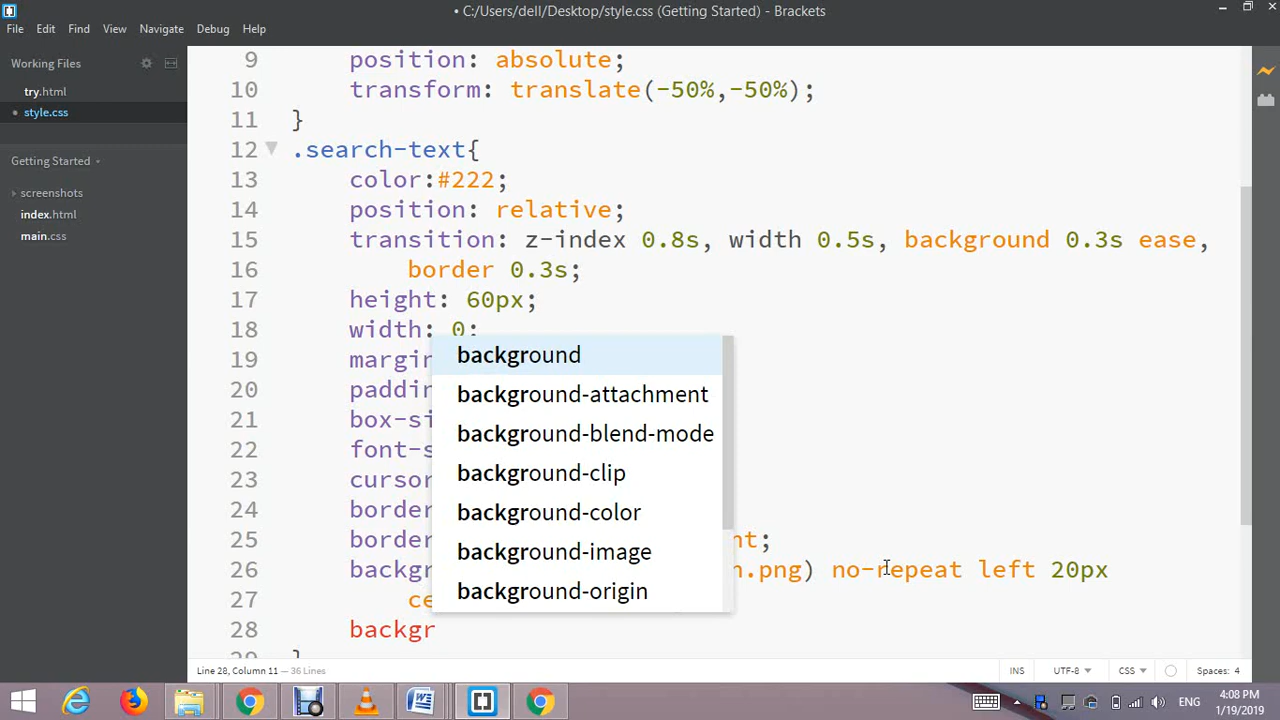 • C:/Users/dell/Desktop/style.css (Getting Started) - Brackets
File Edit Find View Navigate Debug Help
Working Files
try.html
• style.css
Getting Started
screenshots
index.html
main.css
9 position: absolute;
10 transform: translate(-50%,-50%);
11 }
12 .search-text{
13 color:#222;
14 position: relative;
15 transition: z-index 0.8s, width 0.5s, background 0.3s ease,
16 border 0.3s;
17 height: 60px;
18 width: 0;
19 margin
20 paddin
21 box-si
22 font-s
23 cursor
24 border
25 border nt;
26 backgr n.png) no-repeat left 20px
27 ce
28 backgr
29 }
background
background-attachment
background-blend-mode
background-clip
background-color
background-image
background-origin
Line 28, Column 11 — 36 Lines
INS UTF-8 CSS Spaces: 4
ENG
4:08 PM
1/19/2019